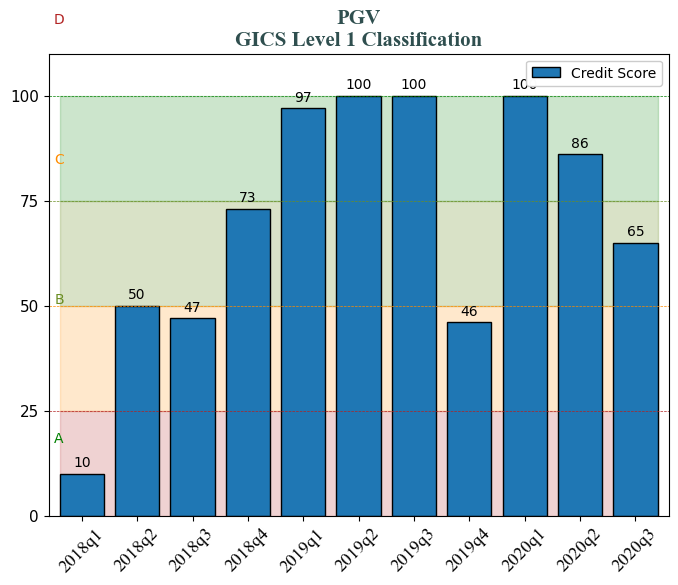 D
PGV
GICS Level 1 Classification
Credit Score
100
75
50
25
0
C
B
A
10
50
47
73
97
100
100
46
100
86
65
2018q1
2018q2
2018q3
2018q4
2019q1
2019q2
2019q3
2019q4
2020q1
2020q2
2020q3